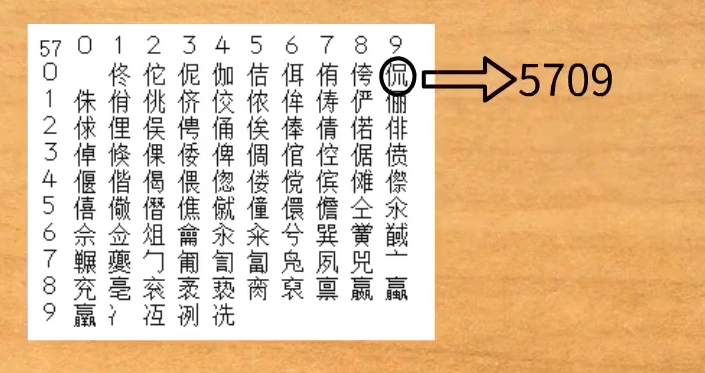 57 0 1 2 3 4 5 6 7 8 9
0 佟 佗 伲 伽 佶 佴 侑 侉 侃 5709
1 侏 佾 佻 侪 佼 侬 侔 俦 俨 俪
2 俅 俚 俣 俜 俑 俟 俸 倩 偌 俳
3 倬 倏 倮 倭 俾 倜 倌 倥 倨 偾
4 偃 偕 偈 偎 偬 偻 傥 傧 傩 傺
5 僖 儆 僭 僬 僦 僮 儇 儋 仝 氽
6 佘 佥 俎 龠 汆 籴 兮 巽 黉 馘
7 冁 夔 勹 匍 訇 匐 凫 夙 兕 亠
8 兖 亳 衮 袤 亵 脔 裒 禀 嬴 蠃
9 羸 冫 冱 冽 冼